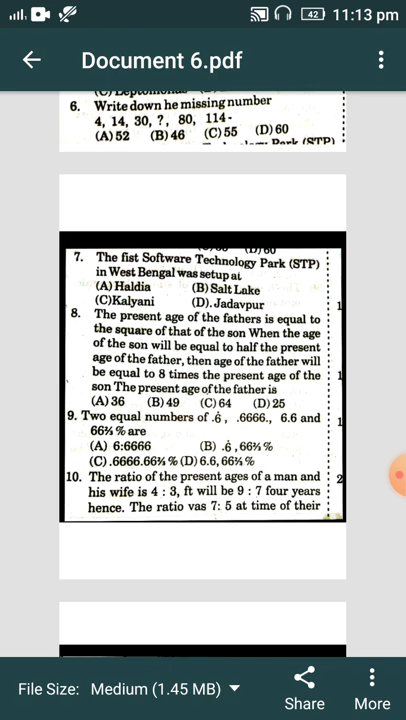 42 11:13 pm
Document 6.pdf
6. Write down he missing number
4, 14, 30, ?, 80, 114-
(A) 52 (B) 46 (C) 55 (D) 60
Park (STP)
(D) 60
7. The fist Software Technology Park (STP)
in West Bengal was setup at
(A) Haldia (B) Salt Lake
(C)Kalyani (D). Jadavpur
8. The present age of the fathers is equal to
the square of that of the son When the age
of the son will be equal to half the present
age of the father, then age of the father will
be equal to 8 times the present age of the
son The present age of the father is
(A) 36 (B) 49 (C) 64 (D) 25
9. Two equal numbers of .6̇, .6666., 6.6 and
66⅔ % are
(A) 6:6666 (B) .6̇, 66⅔ %
(C) .6666.66⅔ % (D) 6.6, 66⅔ %
10. The ratio of the present ages of a man and
his wife is 4 : 3, ft will be 9 : 7 four years
hence. The ratio vas 7: 5 at time of their
1
1
1
2
File Size: Medium (1.45 MB)
Share
More